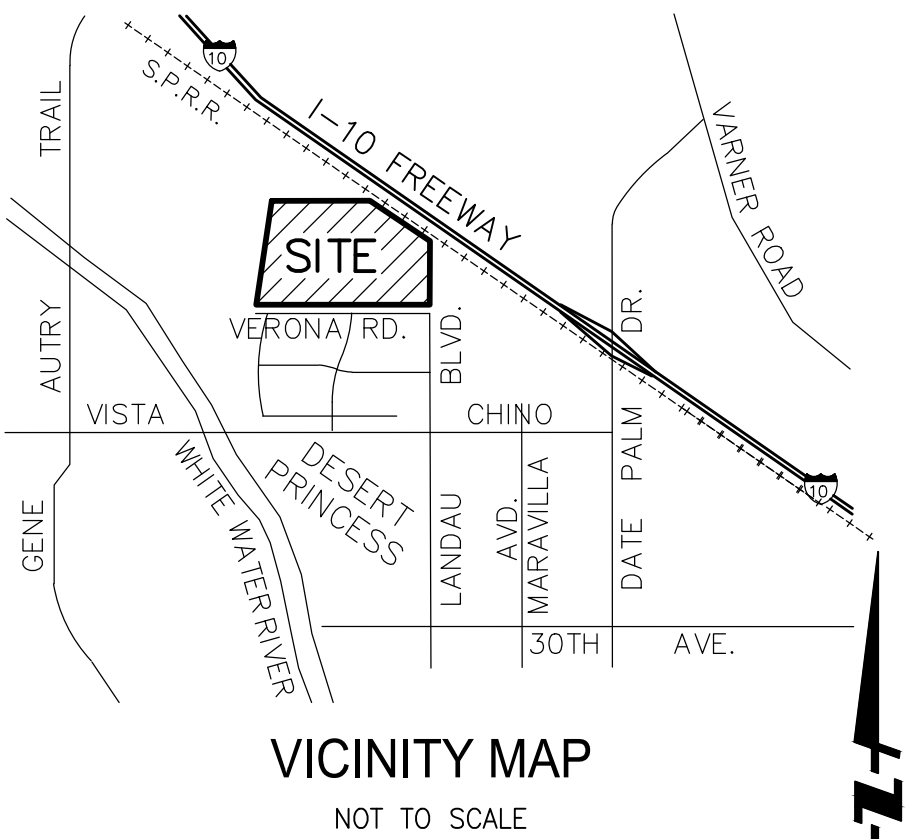 10
S.P.R.R.
I-10 FREEWAY
TRAIL
VARNER ROAD
SITE
VERONA RD.
BLVD.
DR.
AUTRY
VISTA
CHINO
PALM
DESERT
PRINCESS
WHITE WATER RIVER
GENE
LANDAU
AVD.
MARAVILLA
DATE
10
30TH AVE.
VICINITY MAP
NOT TO SCALE
N